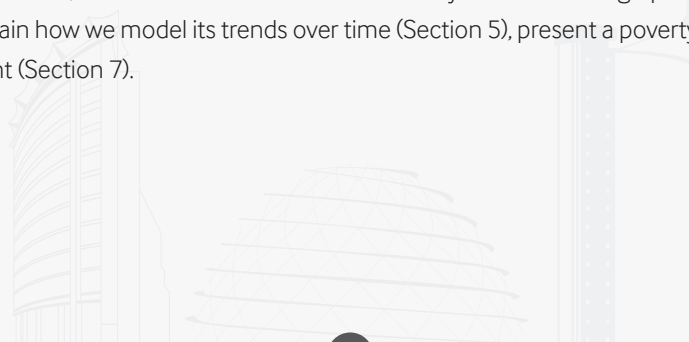 ain how we model its trends over time (Section 5), present a poverty
nt (Section 7).